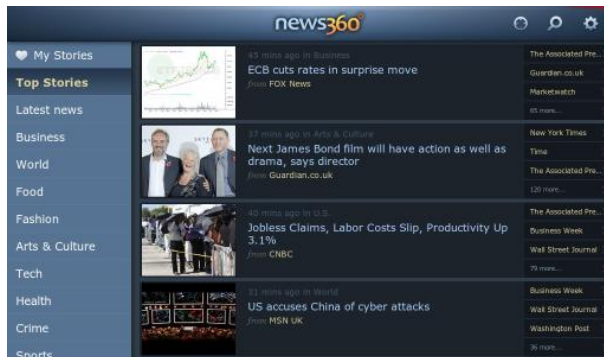 news360°
My Stories
Top Stories
Latest news
Business
World
Food
Fashion
Arts & Culture
Tech
Health
Crime
Sports
45 mins ago in Business
ECB cuts rates in surprise move
from FOX News
The Associated Pre...
Guardian.co.uk
Marketwatch
65 more...
37 mins ago in Arts & Culture
Next James Bond film will have action as well as
drama, says director
from Guardian.co.uk
New York Times
Time
The Associated Pre...
120 more...
40 mins ago in U.S.
Jobless Claims, Labor Costs Slip, Productivity Up
3.1%
from CNBC
The Associated Pre...
Business Week
Wall Street Journal
79 more...
31 mins ago in World
US accuses China of cyber attacks
from MSN UK
Business Week
Wall Street Journal
Washington Post
36 more...